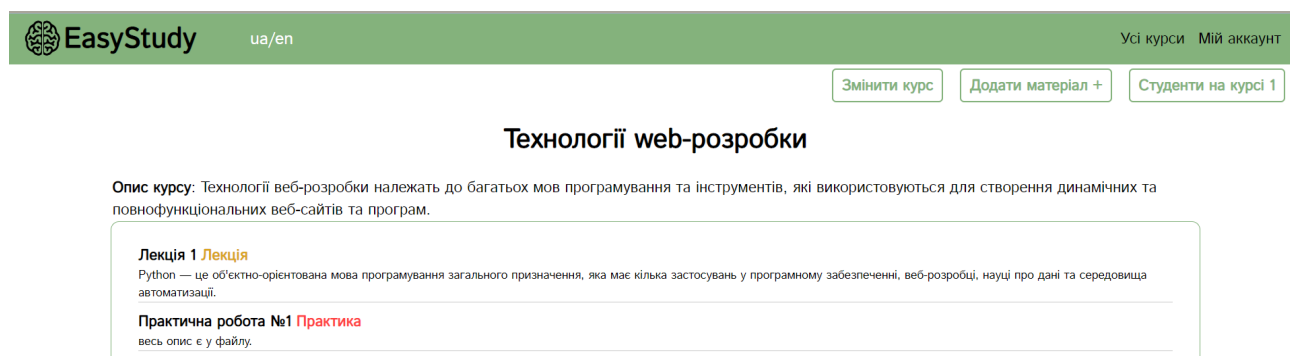 EasyStudy ua/en Усі курси Мій аккаунт
Змінити курс Додати матеріал + Студенти на курсі 1
Технології web-розробки
Опис курсу: Технології веб-розробки належать до багатьох мов програмування та інструментів, які використовуються для створення динамічних та
повнофункціональних веб-сайтів та програм.
Лекція 1 Лекція
Python — це об'єктно-орієнтована мова програмування загального призначення, яка має кілька застосувань у програмному забезпеченні, веб-розробці, науці про дані та середовища
автоматизації.
Практична робота №1 Практика
весь опис є у файлу.